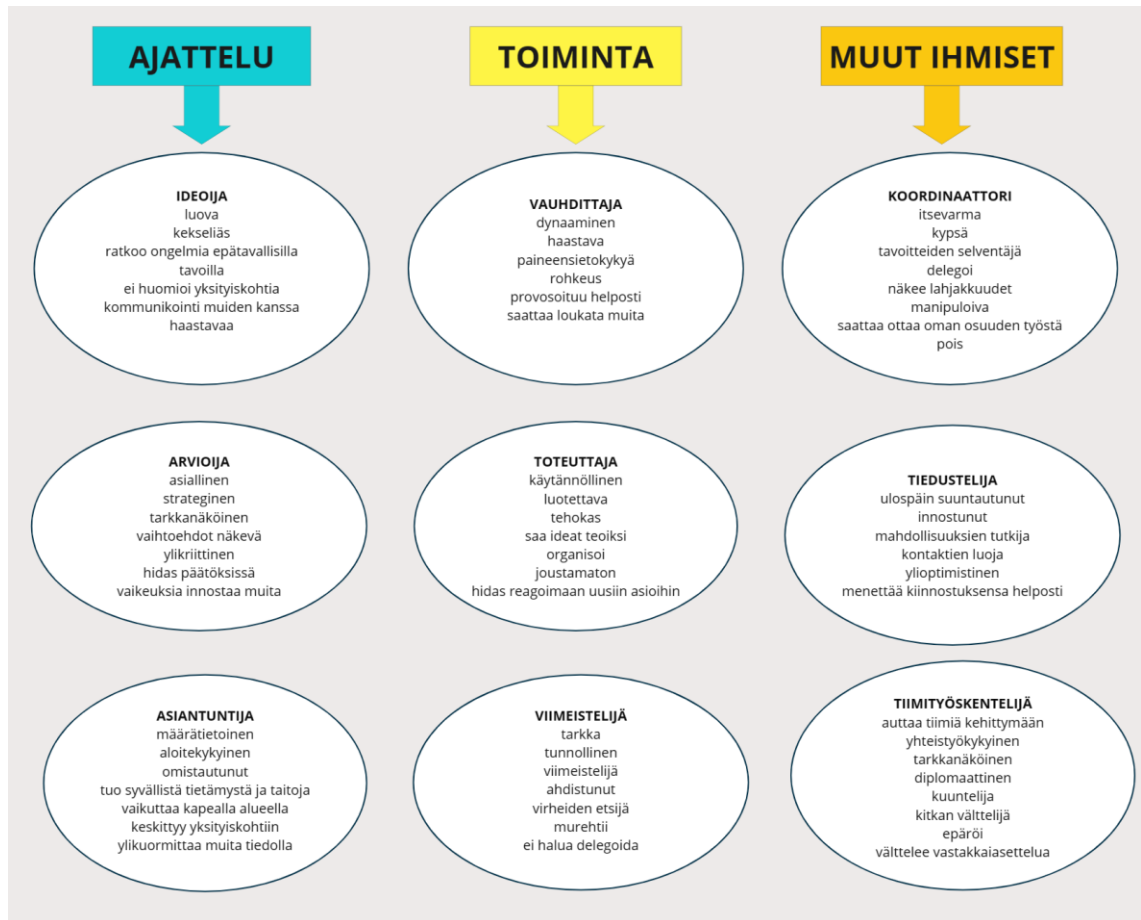 AJATTELU
TOIMINTA
MUUT IHMISET
IDEOIJA
luova
kekseliäs
ratkoo ongelmia epätavallisilla
tavoilla
ei huomioi yksityiskohtia
kommunikointi muiden kanssa
haastavaa
VAUHDITTAJA
dynaaminen
haastava
paineensietokykyä
rohkeus
provosoituu helposti
saattaa loukata muita
KOORDINAATTORI
itsevarma
kypsä
tavoitteiden selventäjä
delegoi
näkee lahjakkuudet
manipuloiva
saattaa ottaa oman osuuden työstä
pois
ARVIOIJA
asiallinen
strateginen
tarkkanäköinen
vaihtoehdot näkevä
ylikriittinen
hidas päätöksissä
vaikeuksia innostaa muita
TOTEUTTAJA
käytännöllinen
luotettava
tehokas
saa ideat teoiksi
organisoi
joustamaton
hidas reagoimaan uusiin asioihin
TIEDUSTELIJA
ulospäin suuntautunut
innostunut
mahdollisuuksien tutkija
kontaktien luoja
ylioptimistinen
menettää kiinnostuksensa helposti
ASIANTUNTIJA
määrätietoinen
aloitekykyinen
omistautunut
tuo syvällistä tietämystä ja taitoja
vaikuttaa kapealla alueella
keskittyy yksityiskohtiin
ylikuormittaa muita tiedolla
VIIMEISTELIJÄ
tarkka
tunnollinen
viimeistelijä
ahdistunut
virheiden etsijä
murehtii
ei halua delegoida
TIIMITYÖSKENTELIJÄ
auttaa tiimiä kehittymään
yhteistyökykyinen
tarkkanäköinen
diplomaattinen
kuuntelija
kitkan välttelijä
epäröi
välttelee vastakkaiasettelua